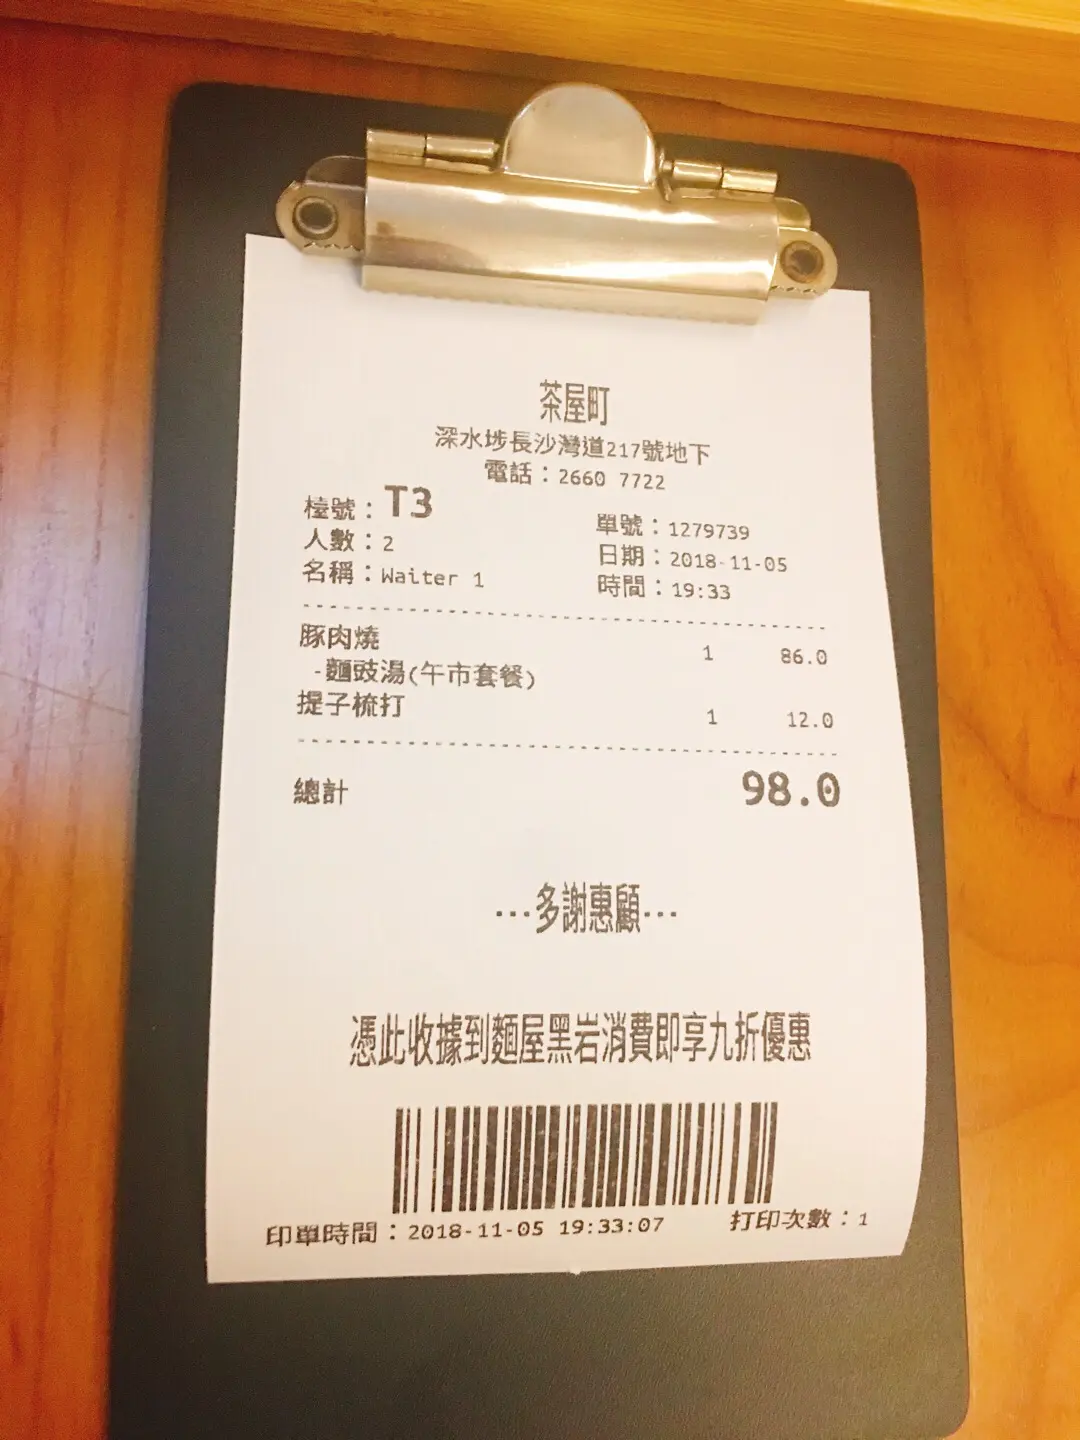 茶屋町
深水埗長沙灣道217號地下
電話：2660 7722
檯號：T3
單號：1279739
人數：2
日期：2018-11-05
名稱：Waiter 1
時間：19:33
豚肉燒 1 86.0
-麵豉湯(午市套餐)
提子梳打 1 12.0
總計 98.0
...多謝惠顧...
憑此收據到麵屋黑岩消費即享九折優惠
印單時間：2018-11-05 19:33:07 打印次數：1